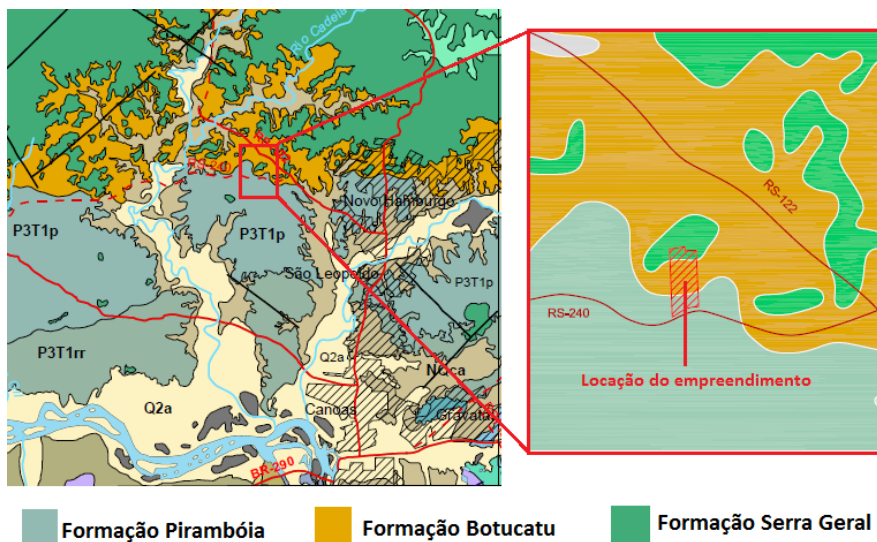 Rio Cadeia
RS-240
P3T1p
P3T1p
Novo Hamburgo
São Leopoldo
P3T1p
P3T1rr
Q2a
NQca
Q2a
Canoas
Gravataí
BR-290
RS-122
RS-240
Locação do empreendimento
Formação Pirambóia
Formação Botucatu
Formação Serra Geral